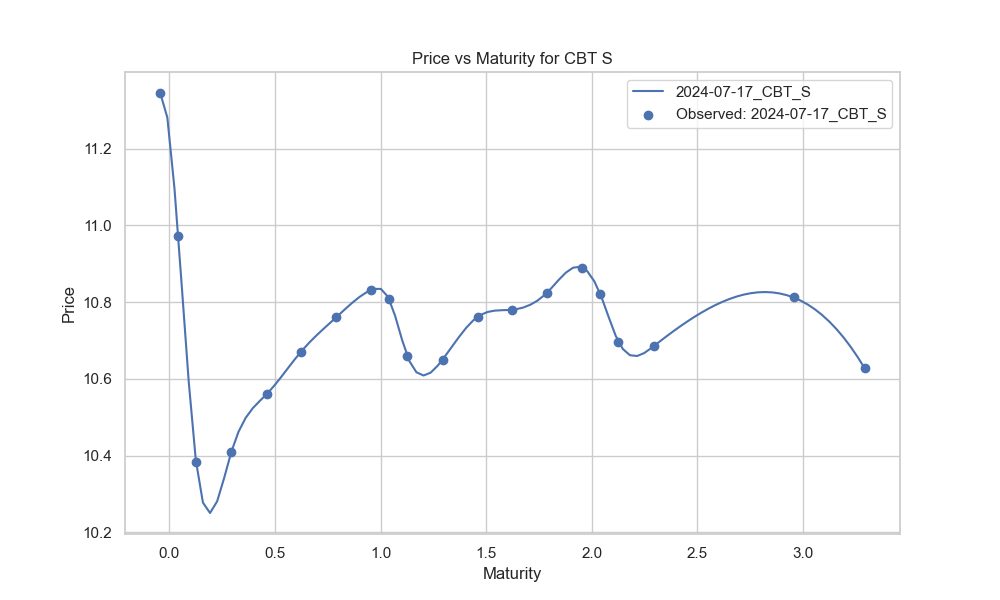 Price vs Maturity for CBT S
2024-07-17_CBT_S
Observed: 2024-07-17_CBT_S
Price
11.2
11.0
10.8
10.6
10.4
10.2
0.0 0.5 1.0 1.5 2.0 2.5 3.0
Maturity